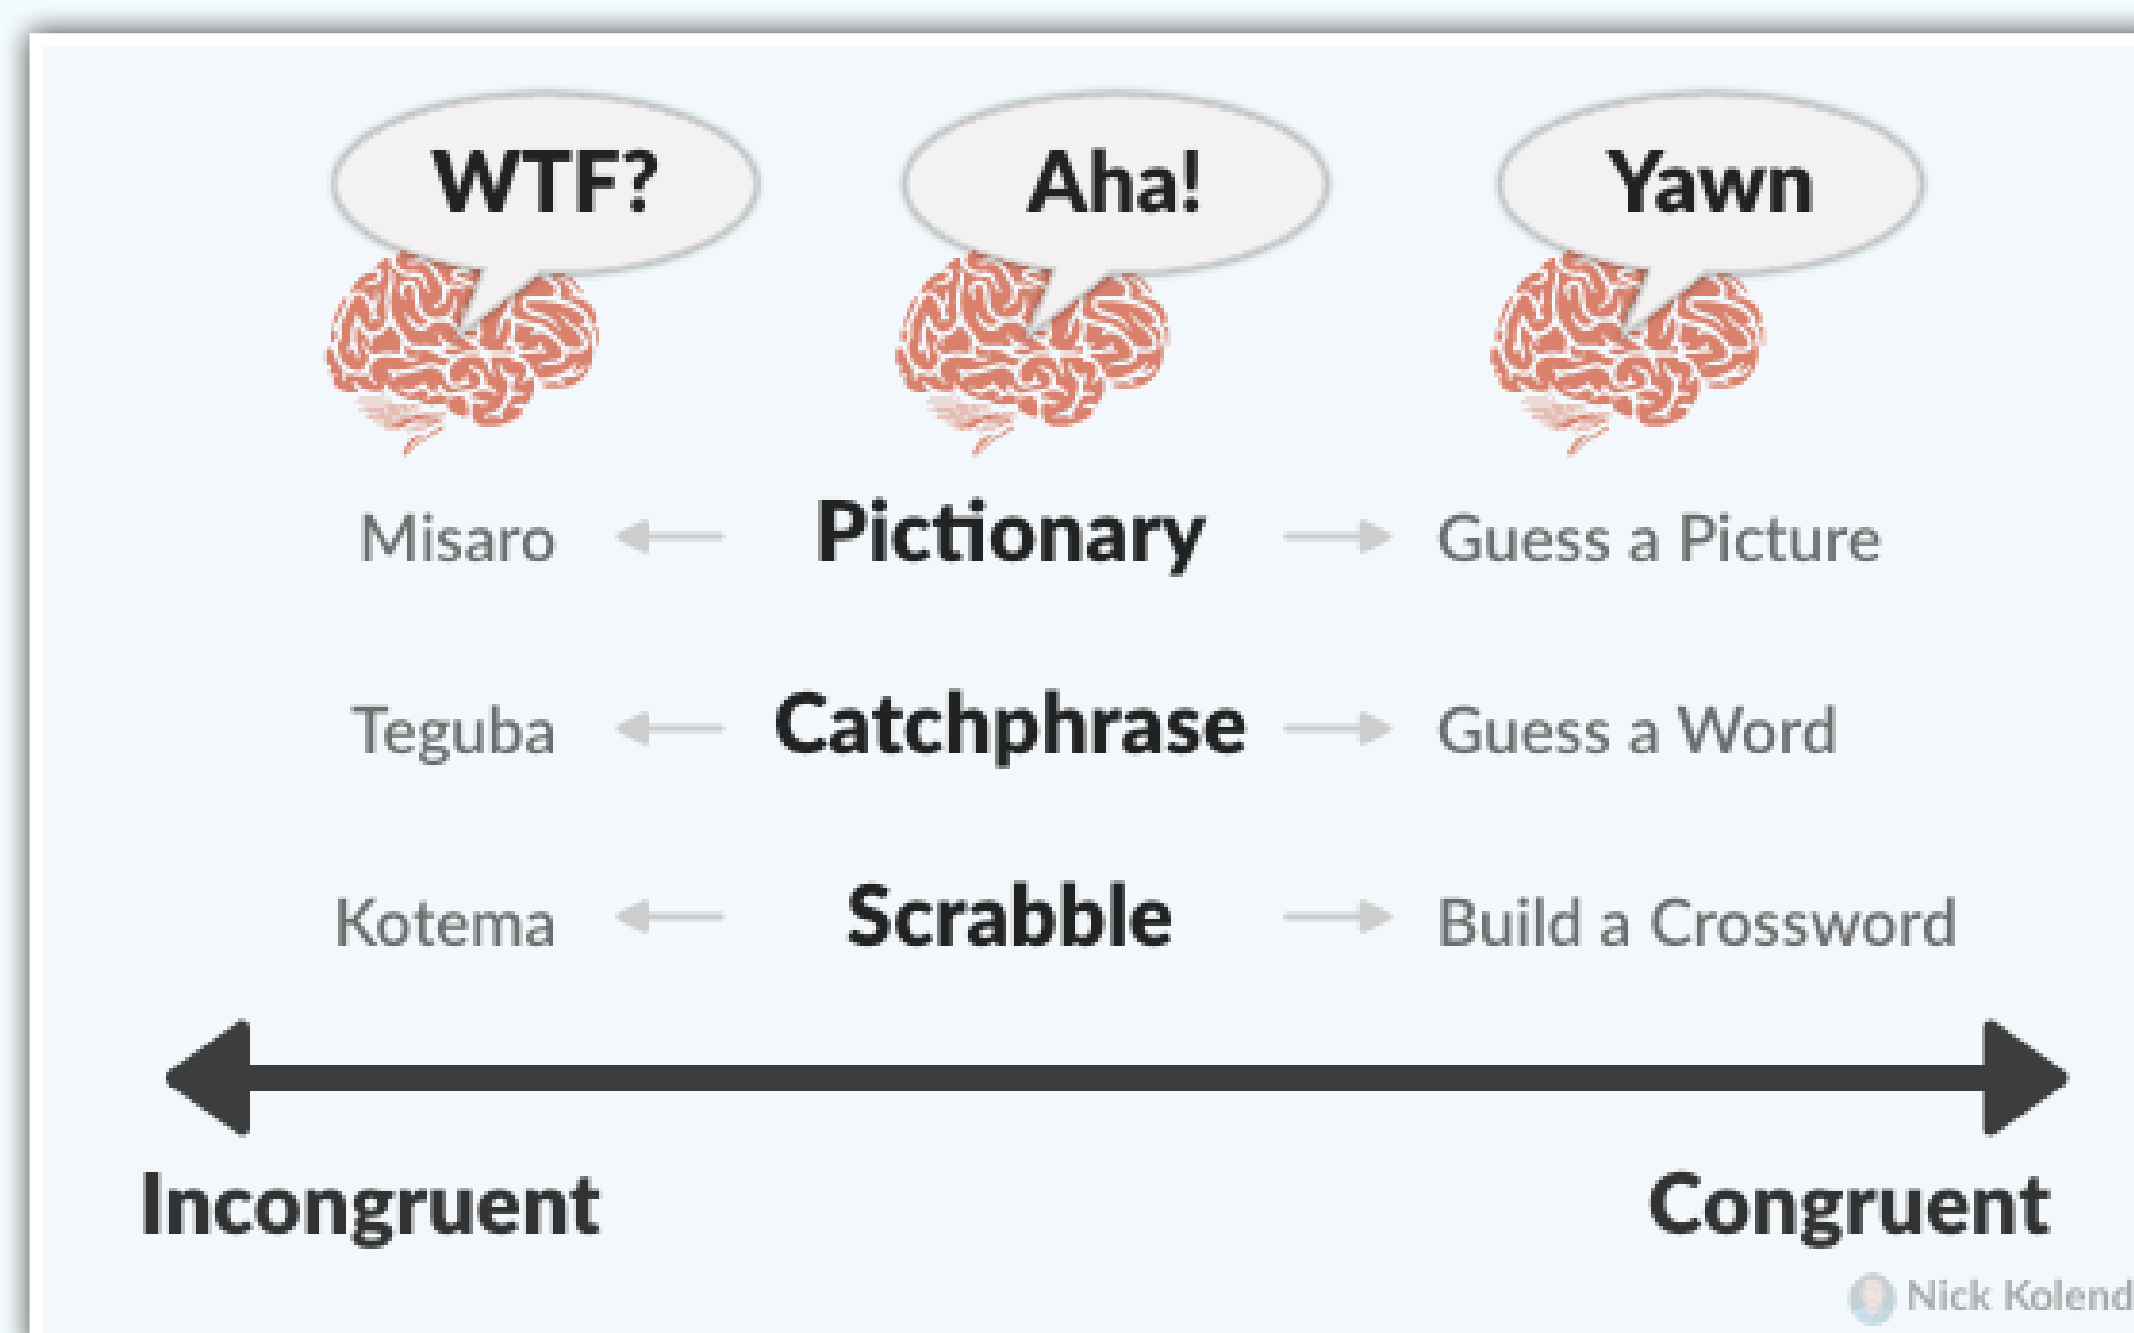 WTF? Aha! Yawn
Misaro Pictionary Guess a Picture
Teguba Catchphrase Guess a Word
Kotema Scrabble Build a Crossword
Incongruent Congruent
Nick Kolend